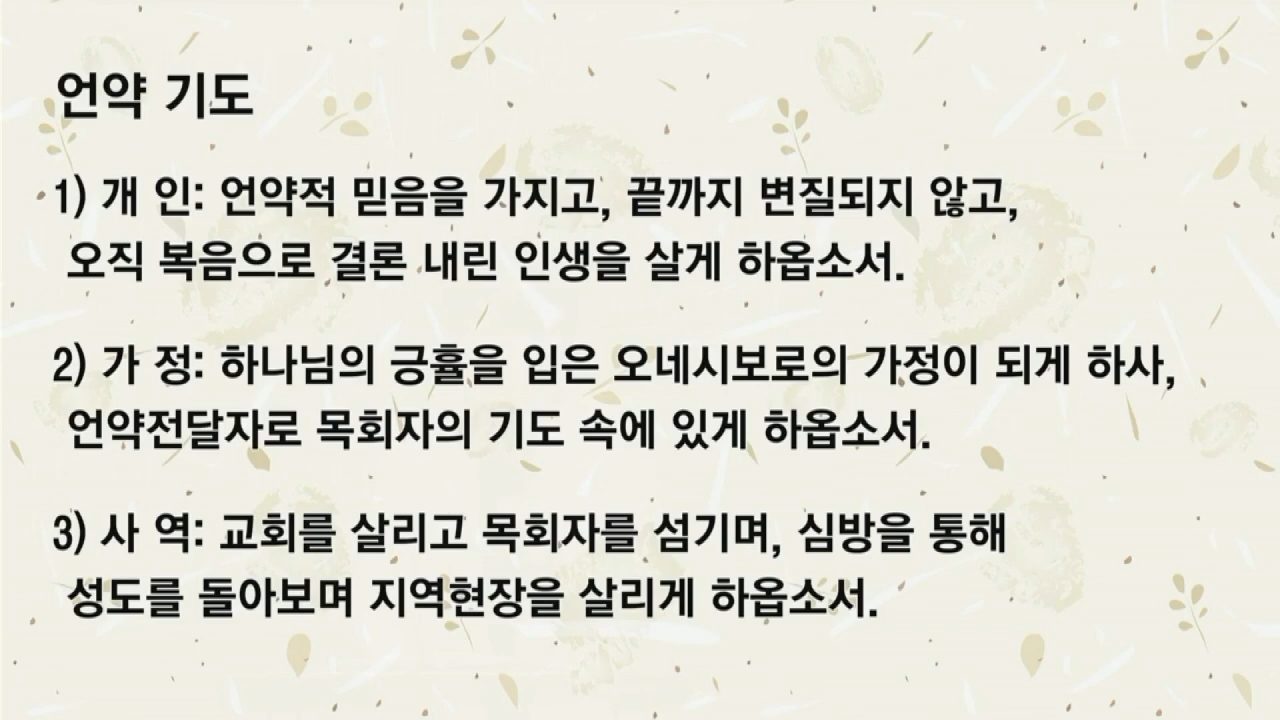 언약 기도
1) 개 인: 언약적 믿음을 가지고, 끝까지 변질되지 않고,
오직 복음으로 결론 내린 인생을 살게 하옵소서.
2) 가 정: 하나님의 긍휼을 입은 오네시보로의 가정이 되게 하사,
언약전달자로 목회자의 기도 속에 있게 하옵소서.
3) 사 역: 교회를 살리고 목회자를 섬기며, 심방을 통해
성도를 돌아보며 지역현장을 살리게 하옵소서.